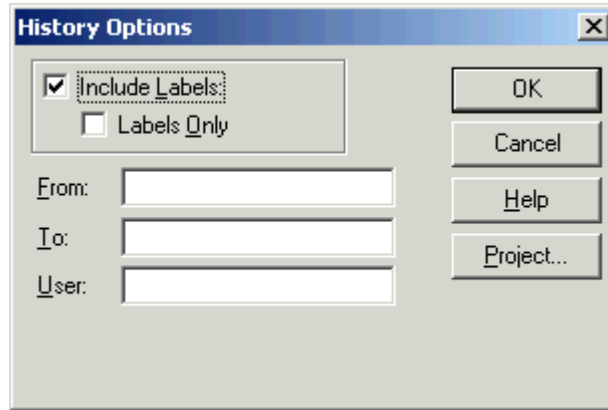 History Options
Include Labels:
Labels Only
From:
To:
User:
OK
Cancel
Help
Project...